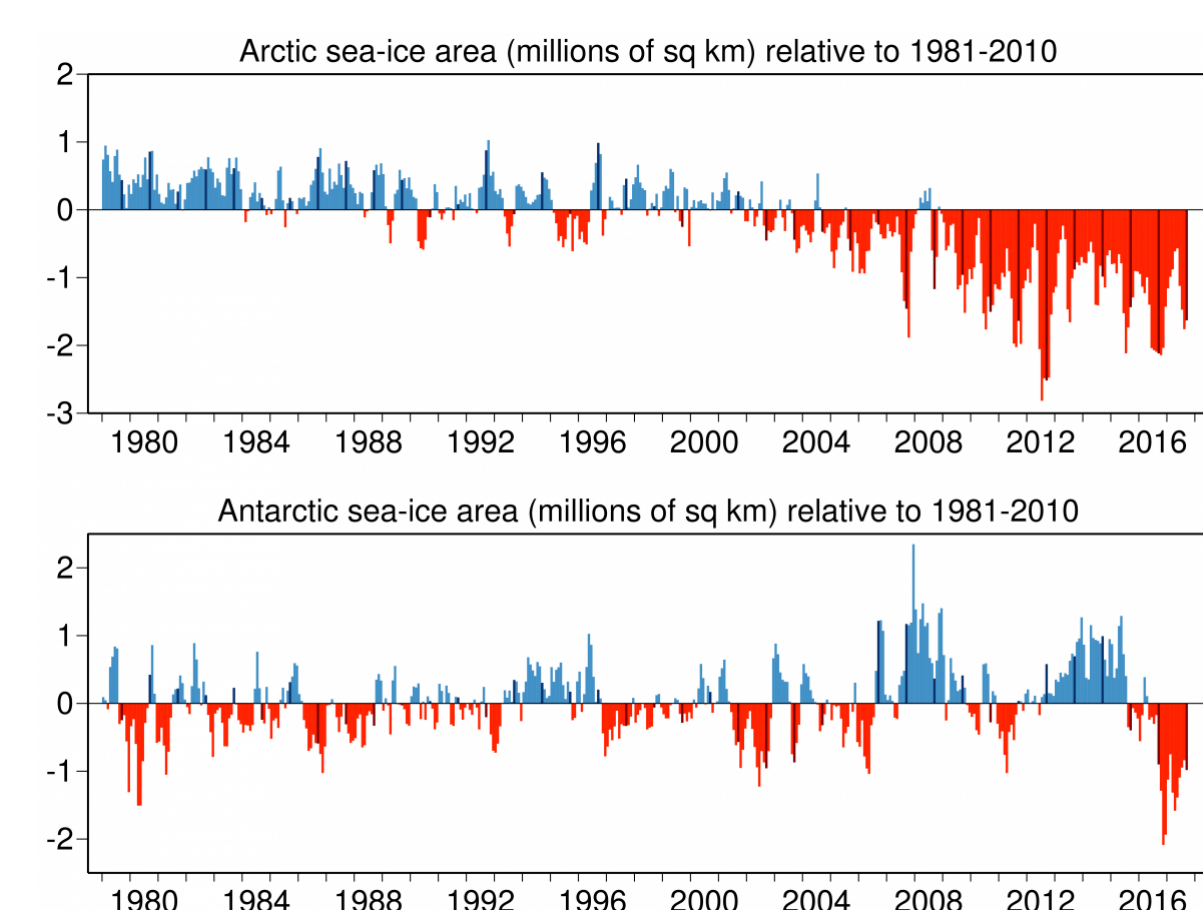 Arctic sea-ice area (millions of sq km) relative to 1981-2010
2
1
0
-1
-2
-3
1980 1984 1988 1992 1996 2000 2004 2008 2012 2016
Antarctic sea-ice area (millions of sq km) relative to 1981-2010
2
1
0
-1
-2
1980 1984 1988 1992 1996 2000 2004 2008 2012 2016